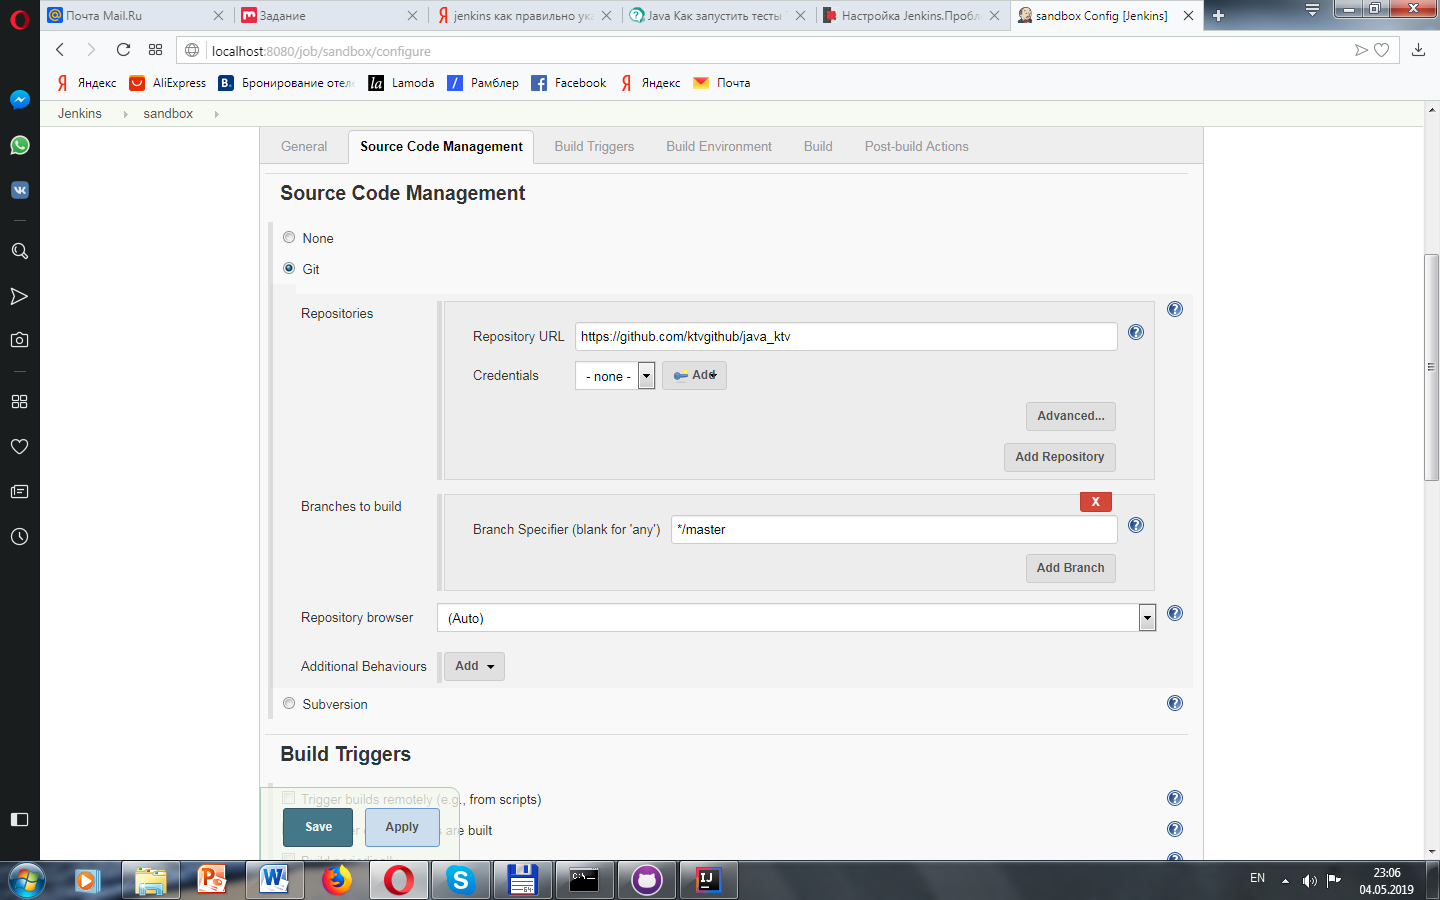 Почта Mail.Ru
Задание
jenkins как правильно ука
Java Как запустить тесты
Настройка Jenkins.Пробл
sandbox Config [Jenkins]
localhost:8080/job/sandbox/configure
Яндекс
AliExpress
Бронирование отеле
Lamoda
Рамблер
Facebook
Яндекс
Почта
Jenkins
sandbox
General
Source Code Management
Build Triggers
Build Environment
Build
Post-build Actions
Source Code Management
None
Git
Repositories
Repository URL
https://github.com/ktvgithub/java_ktv
Credentials
- none -
Add
Advanced...
Add Repository
Branches to build
X
Branch Specifier (blank for 'any')
*/master
Add Branch
Repository browser
(Auto)
Additional Behaviours
Add
Subversion
Build Triggers
Trigger builds remotely (e.g., from scripts)
are built
Save
Apply
Build periodically
EN
23:06
04.05.2019